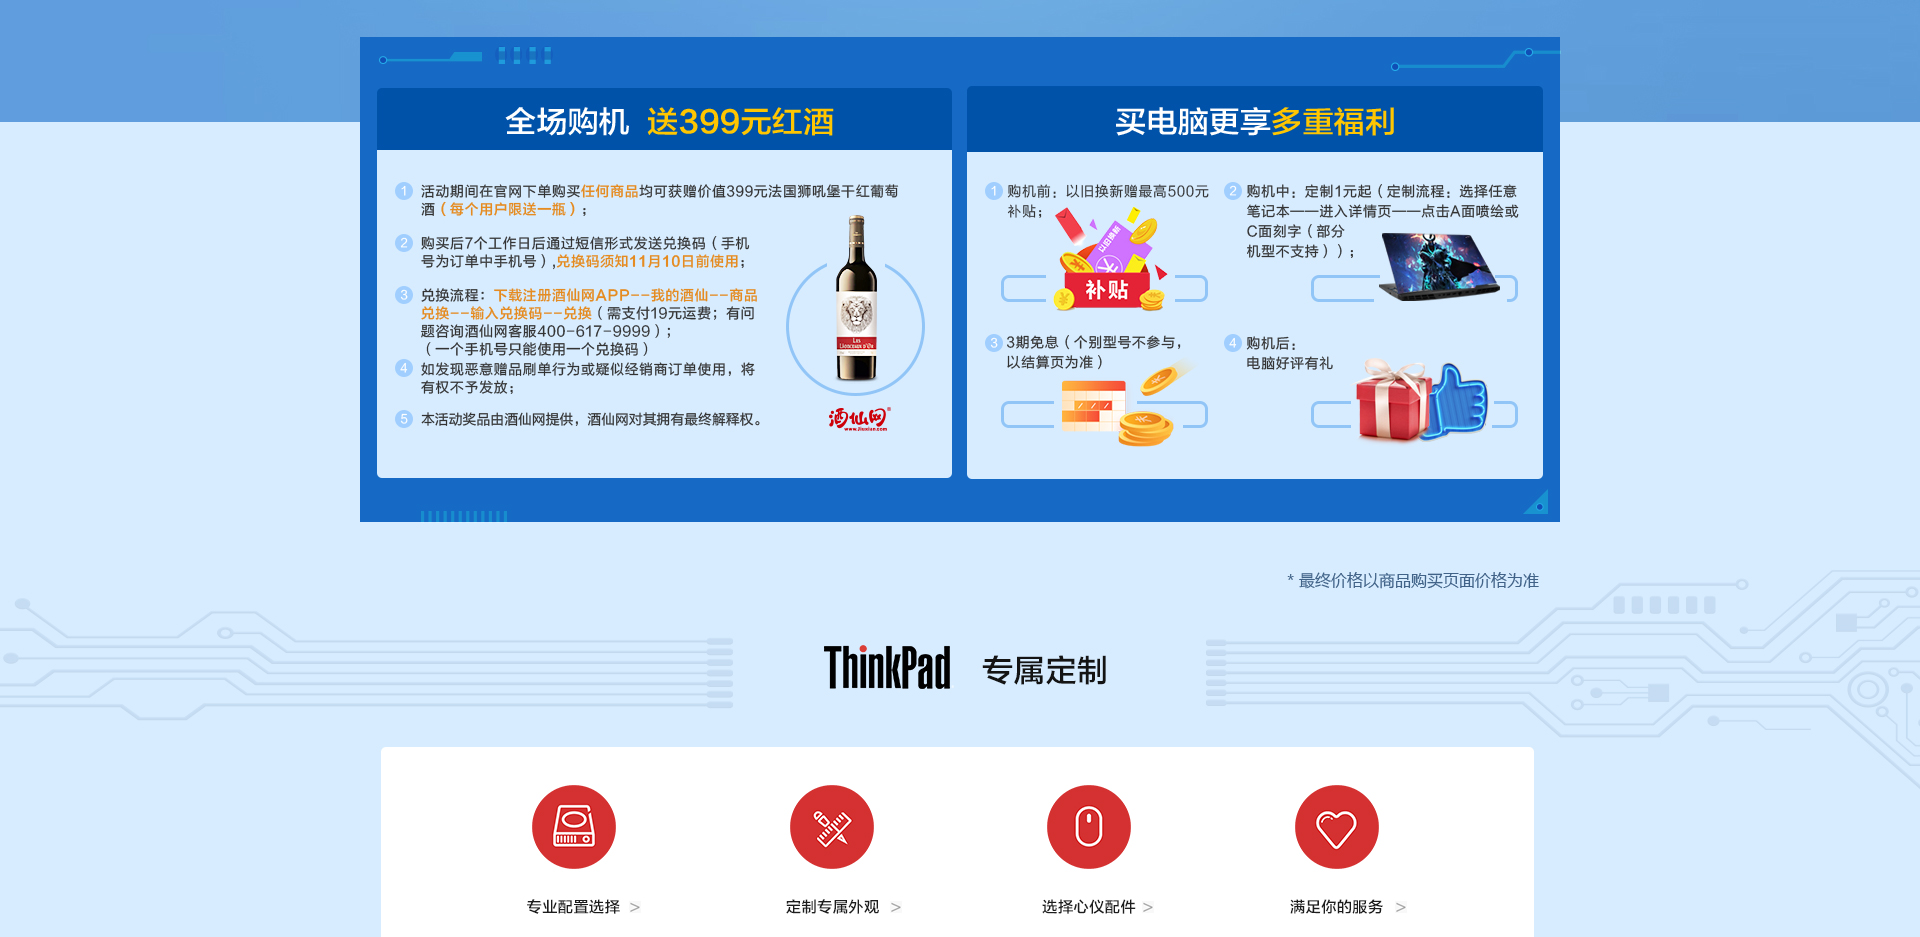 全场购机 送399元红酒
1 活动期间在官网下单购买任何商品均可获赠价值399元法国狮吼堡干红葡萄
酒（每个用户限送一瓶）；
2 购买后7个工作日后通过短信形式发送兑换码（手机
号为订单中手机号）,兑换码须知11月10日前使用；
3 兑换流程：下载注册酒仙网APP--我的酒仙--商品
兑换--输入兑换码--兑换（需支付19元运费；有问
题咨询酒仙网客服400-617-9999）；
（一个手机号只能使用一个兑换码）
4 如发现恶意赠品刷单行为或疑似经销商订单使用，将
有权不予发放；
5 本活动奖品由酒仙网提供，酒仙网对其拥有最终解释权。
LES
LIONCEAUX D'OR
酒仙网®
www.jiuxian.com
买电脑更享多重福利
1 购机前：以旧换新赠最高500元
补贴；
以旧换新
补贴
2 购机中：定制1元起（定制流程：选择任意
笔记本——进入详情页——点击A面喷绘或
C面刻字（部分
机型不支持））；
3 3期免息（个别型号不参与，
以结算页为准）
4 购机后：
电脑好评有礼
* 最终价格以商品购买页面价格为准
ThinkPad 专属定制
专业配置选择 >
定制专属外观 >
选择心仪配件 >
满足你的服务 >